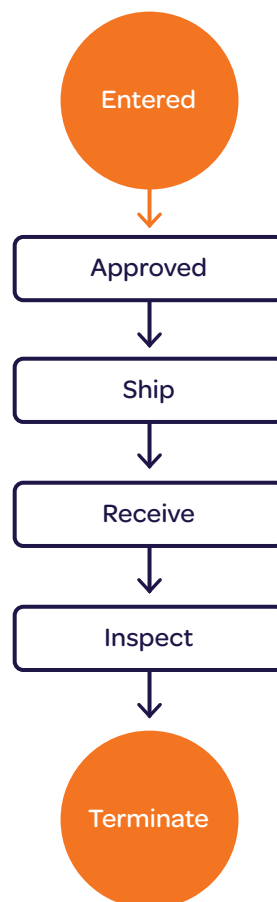 Entered
Approved
Ship
Receive
Inspect
Terminate